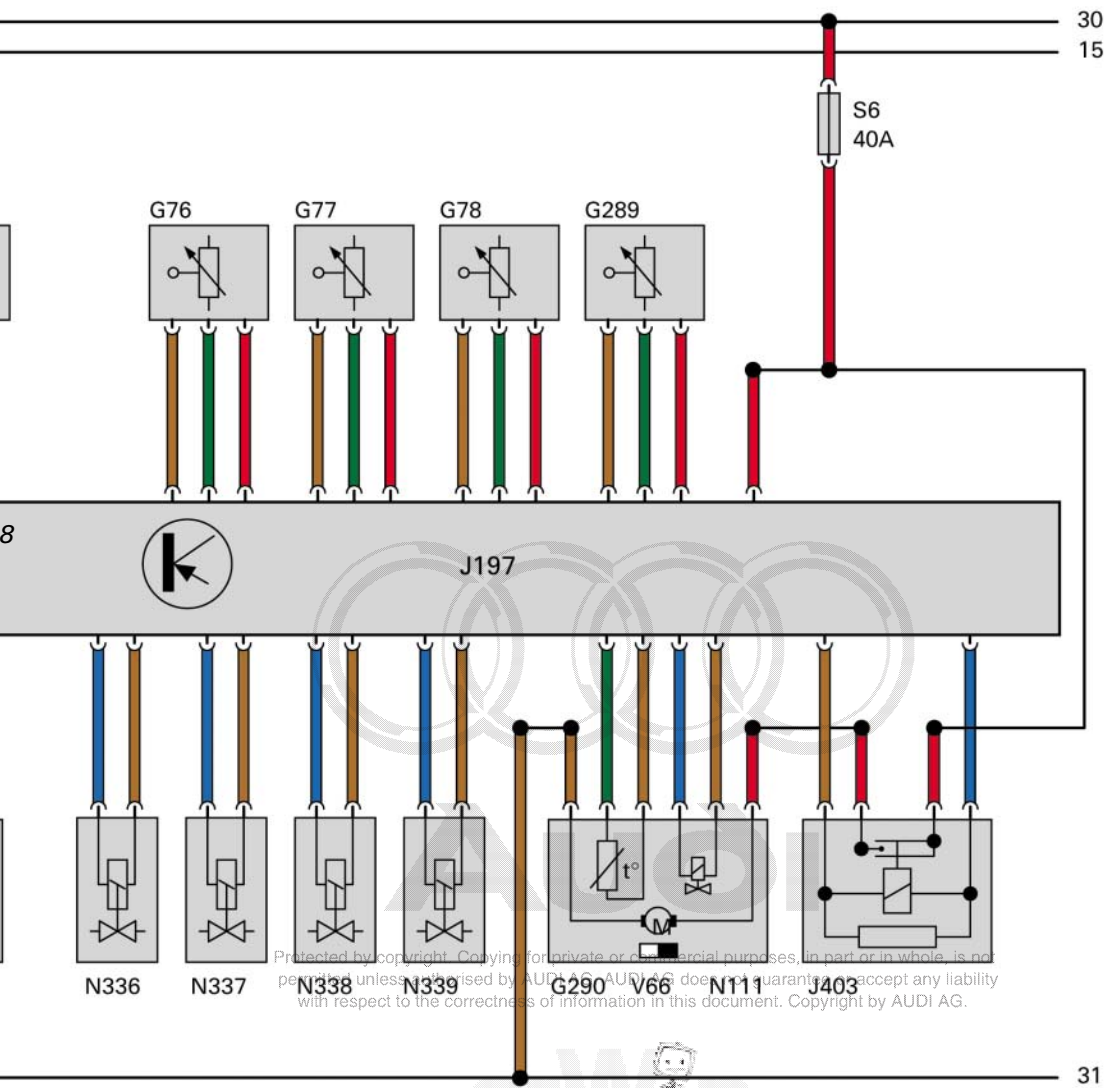 30
15
S6
40A
G76 G77 G78 G289
8
J197
Audi
t°
M
Protected by copyright. Copying for private or commercial purposes, in part or in whole, is not
permitted unless authorised by AUDI AG. AUDI AG does not guarantee or accept any liability
with respect to the correctness of information in this document. Copyright by AUDI AG.
N336 N337 N338 N339 G290 V66 N111 J403
31